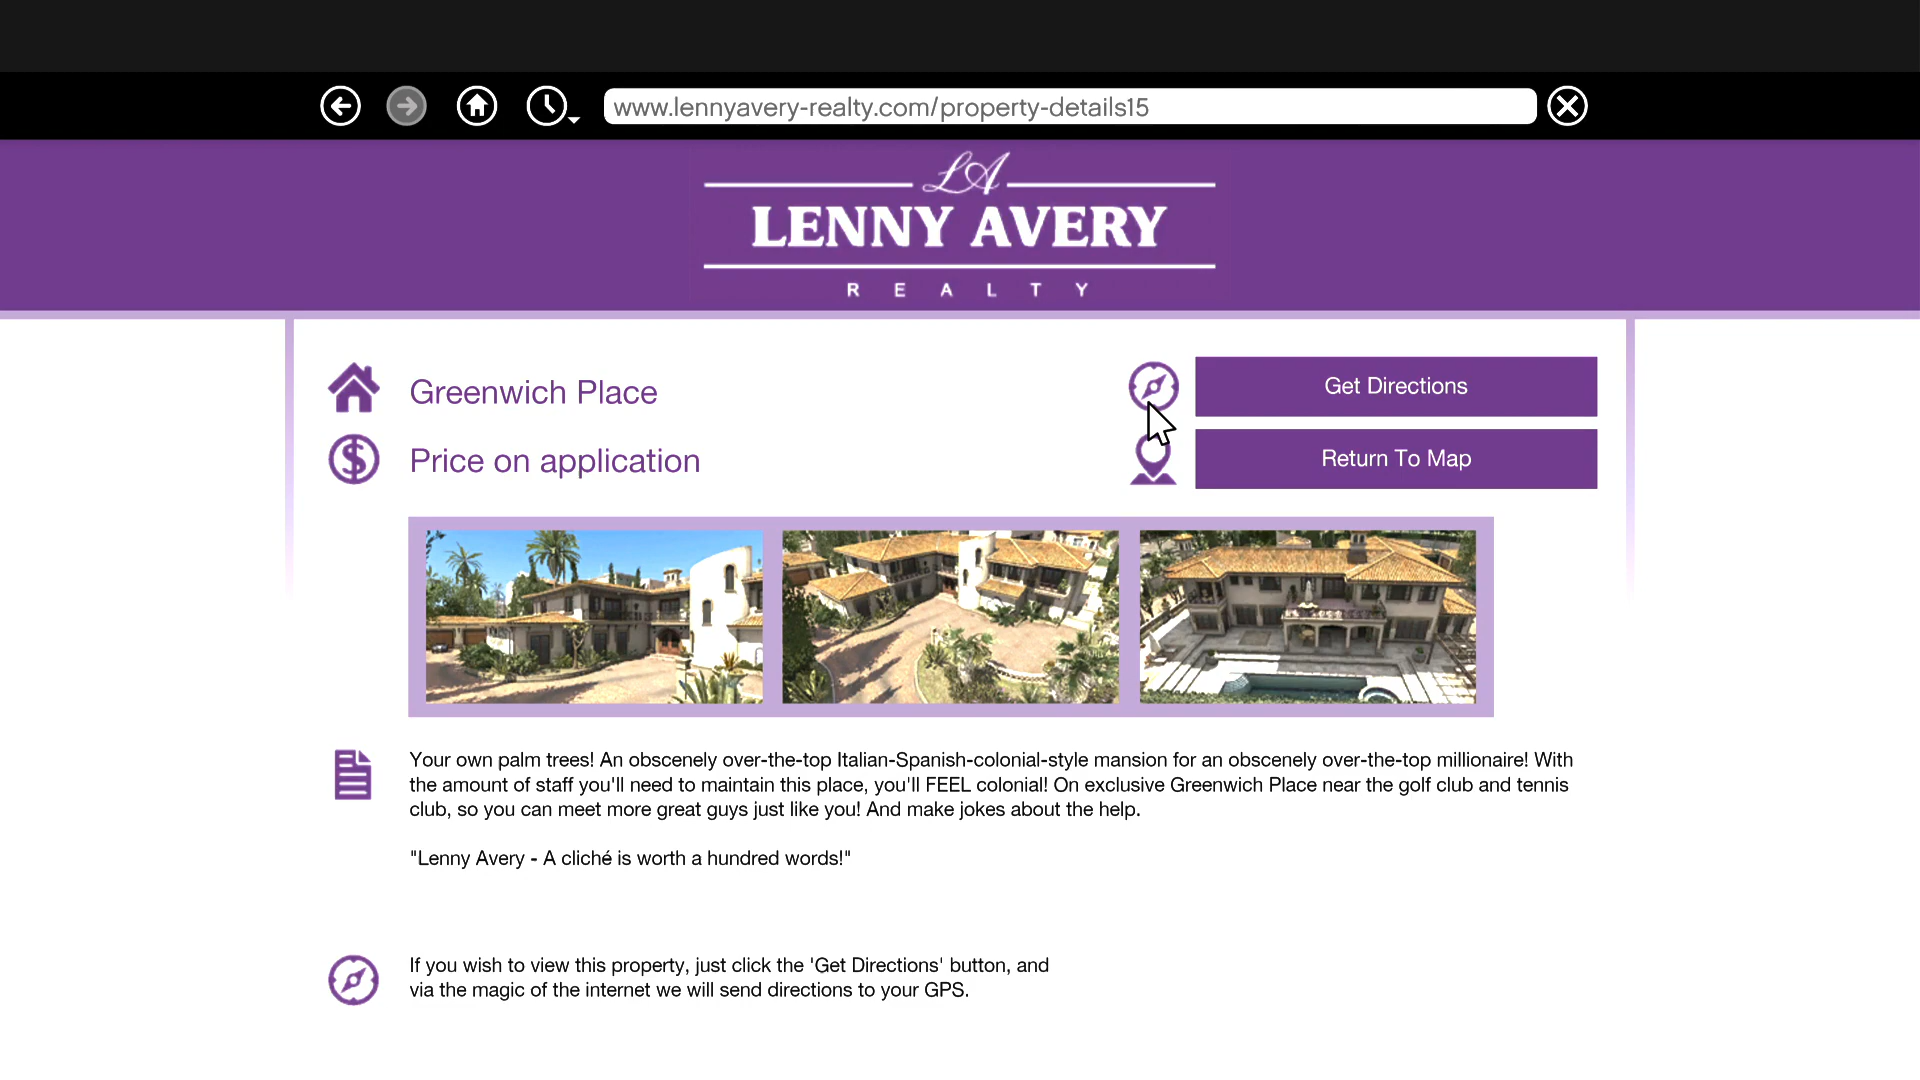 www.lennyavery-realty.com/property-details15
LA
LENNY AVERY
REALTY
Greenwich Place
Get Directions
Price on application
Return To Map
Your own palm trees! An obscenely over-the-top Italian-Spanish-colonial-style mansion for an obscenely over-the-top millionaire! With
the amount of staff you'll need to maintain this place, you'll FEEL colonial! On exclusive Greenwich Place near the golf club and tennis
club, so you can meet more great guys just like you! And make jokes about the help.
"Lenny Avery - A cliché is worth a hundred words!"
If you wish to view this property, just click the 'Get Directions' button, and
via the magic of the internet we will send directions to your GPS.